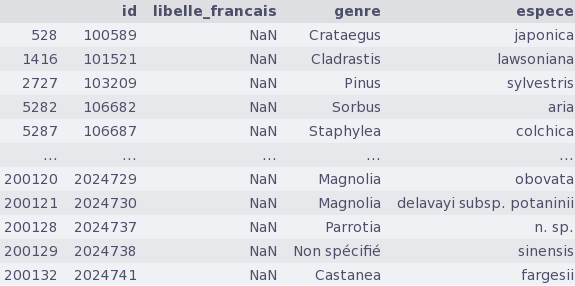 id libelle_francais genre espece
528 100589 NaN Crataegus japonica
1416 101521 NaN Cladrastis lawsoniana
2727 103209 NaN Pinus sylvestris
5282 106682 NaN Sorbus aria
5287 106687 NaN Staphylea colchica
... ... ... ... ...
200120 2024729 NaN Magnolia obovata
200121 2024730 NaN Magnolia delavayi subsp. potaninii
200128 2024737 NaN Parrotia n. sp.
200129 2024738 NaN Non spécifié sinensis
200132 2024741 NaN Castanea fargesii